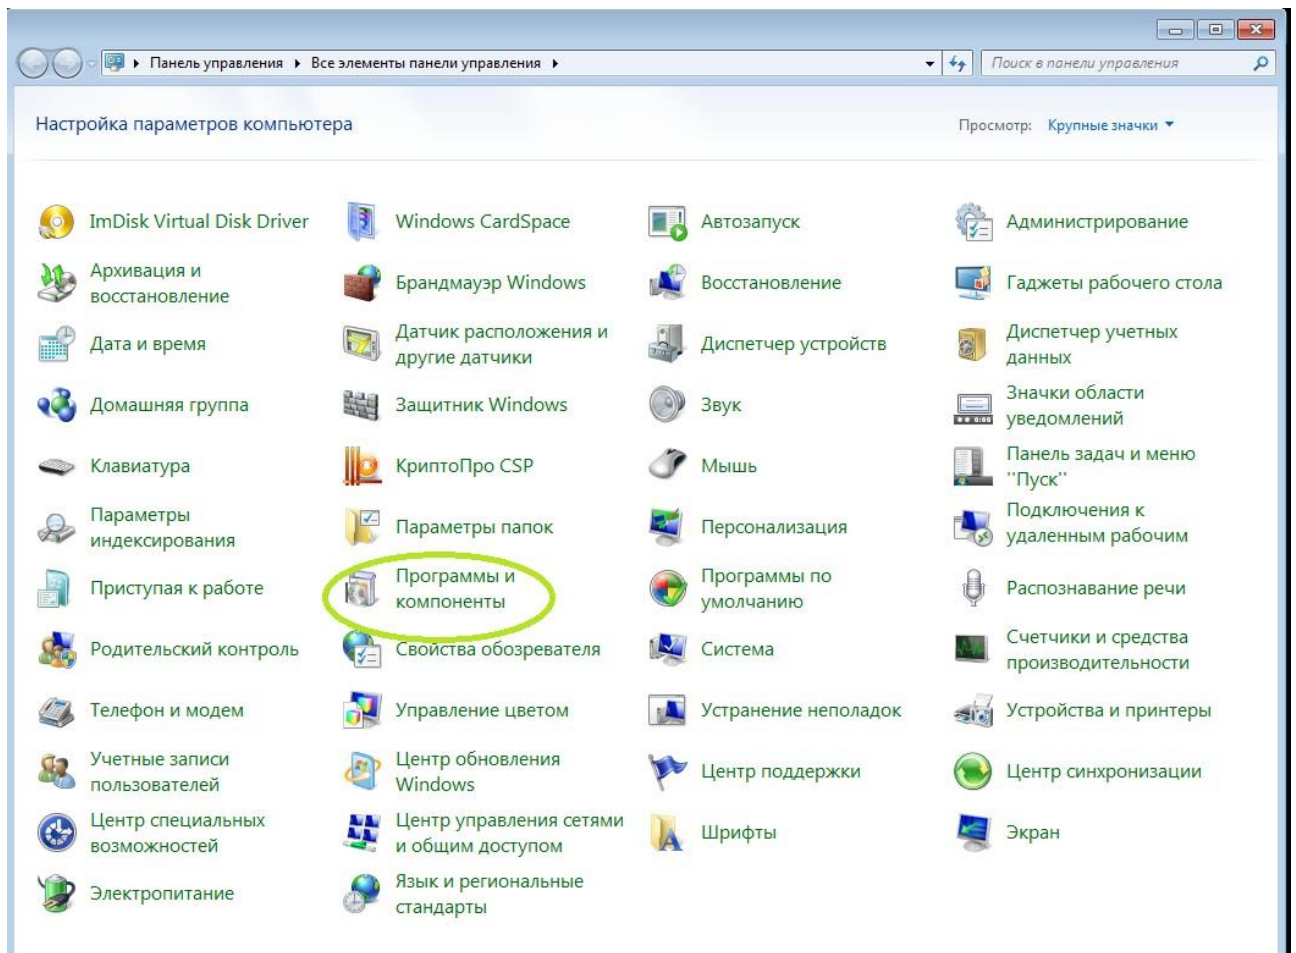 Панель управления Все элементы панели управления
Поиск в панели управления
Настройка параметров компьютера
Просмотр: Крупные значки
ImDisk Virtual Disk Driver
Windows CardSpace
Автозапуск
Администрирование
Архивация и
восстановление
Брандмауэр Windows
Восстановление
Гаджеты рабочего стола
Дата и время
Датчик расположения и
другие датчики
Диспетчер устройств
Диспетчер учетных
данных
Домашняя группа
Защитник Windows
Звук
Значки области
уведомлений
Клавиатура
КриптоПро CSP
Мышь
Панель задач и меню
''Пуск''
Параметры
индексирования
Параметры папок
Персонализация
Подключения к
удаленным рабочим
Приступая к работе
Программы и
компоненты
Программы по
умолчанию
Распознавание речи
Родительский контроль
Свойства обозревателя
Система
Счетчики и средства
производительности
Телефон и модем
Управление цветом
Устранение неполадок
Устройства и принтеры
Учетные записи
пользователей
Центр обновления
Windows
Центр поддержки
Центр синхронизации
Центр специальных
возможностей
Центр управления сетями
и общим доступом
Шрифты
Экран
Электропитание
Язык и региональные
стандарты